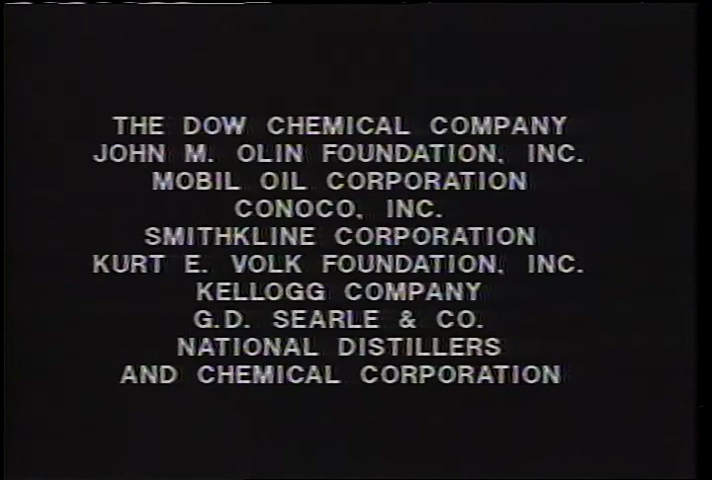 THE DOW CHEMICAL COMPANY
JOHN M. OLIN FOUNDATION, INC.
MOBIL OIL CORPORATION
CONOCO, INC.
SMITHKLINE CORPORATION
KURT E. VOLK FOUNDATION, INC.
KELLOGG COMPANY
G.D. SEARLE & CO.
NATIONAL DISTILLERS
AND CHEMICAL CORPORATION